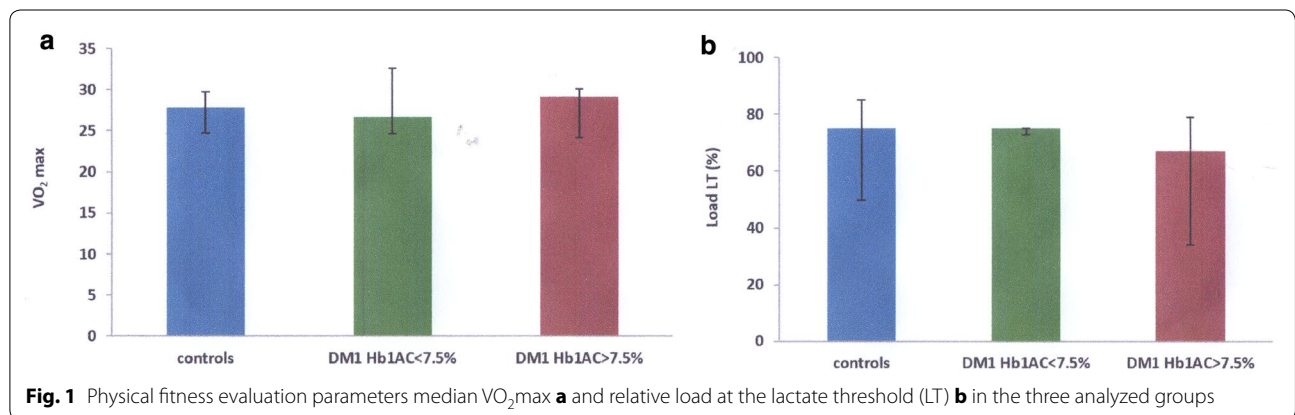 a
35
30
25
20
15
10
5
0
VO₂ max
controls
DM1 Hb1AC<7.5%
DM1 Hb1AC>7.5%
b
100
80
60
40
20
0
Load LT (%)
controls
DM1 Hb1AC<7.5%
DM1 Hb1AC>7.5%
Fig. 1 Physical fitness evaluation parameters median VO₂max a and relative load at the lactate threshold (LT) b in the three analyzed groups